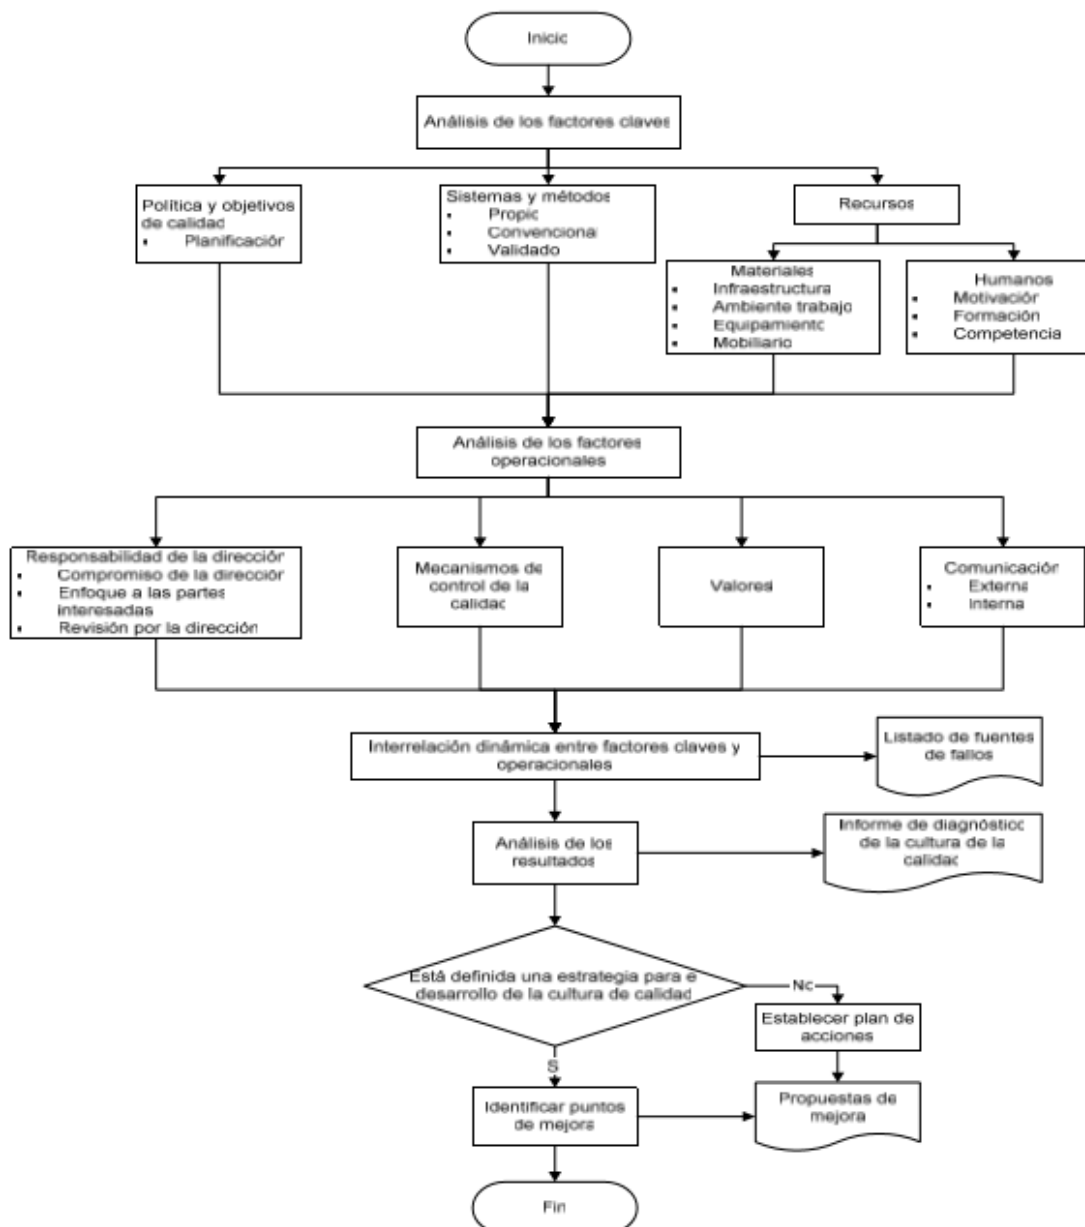 Inicio
Análisis de los factores claves
Política y objetivos
de calidad
▪ Planificación
Sistemas y métodos
▪ Propio
▪ Convencional
▪ Validado
Recursos
Materiales
▪ Infraestructura
▪ Ambiente trabajo
▪ Equipamiento
▪ Mobiliario
Humanos
▪ Motivación
▪ Formación
▪ Competencia
Análisis de los factores
operacionales
Responsabilidad de la dirección
▪ Compromiso de la dirección
▪ Enfoque a las partes
interesadas
▪ Revisión por la dirección
Mecanismos de
control de la
calidad
Valores
Comunicación
▪ Externa
▪ Interna
Interrelación dinámica entre factores claves y
operacionales
Listado de fuentes
de fallos
Análisis de los
resultados
Informe de diagnóstico
de la cultura de la
calidad
Está definida una estrategia para e
desarrollo de la cultura de calidad
No
Establecer plan de
acciones
S
Identificar puntos
de mejora
Propuestas de
mejora
Fin